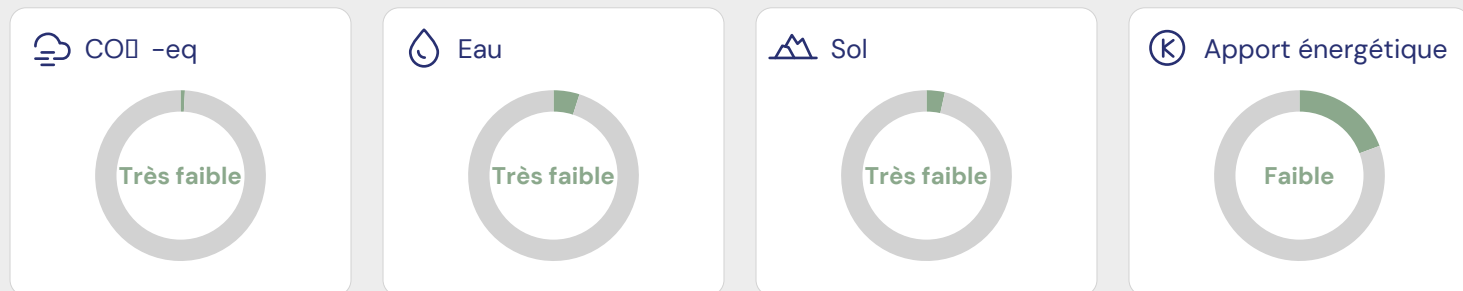 CO▯ -eq
Eau
Sol
Apport énergétique
Très faible
Très faible
Très faible
Faible